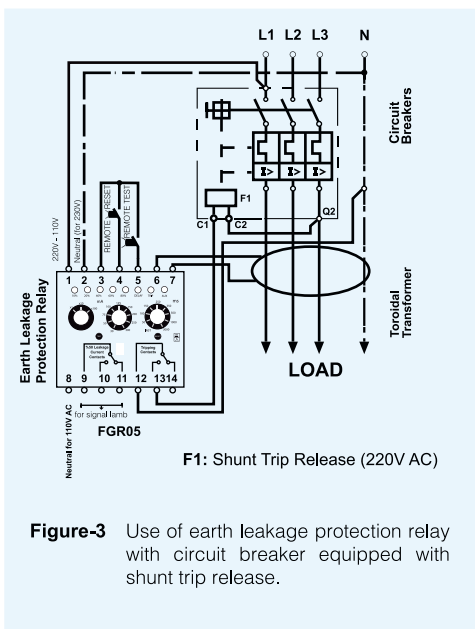 L1 L2 L3 N
Circuit
Breakers
F1
C1 C2 Q2
220V - 110V
Neutral (for 230V)
REMOTE RESET
REMOTE TEST
1 2 3 4 5 6 7
Earth Leakage
Protection Relay
%50 Leakage
Current
Contacts
Tripping
Contacts
8 9 10 11 12 13 14
Neutral for 110V AC
for signal lamb
FGR05
Toroidal
Transformer
LOAD
F1: Shunt Trip Release (220V AC)
Figure-3 Use of earth leakage protection relay
with circuit breaker equipped with
shunt trip release.